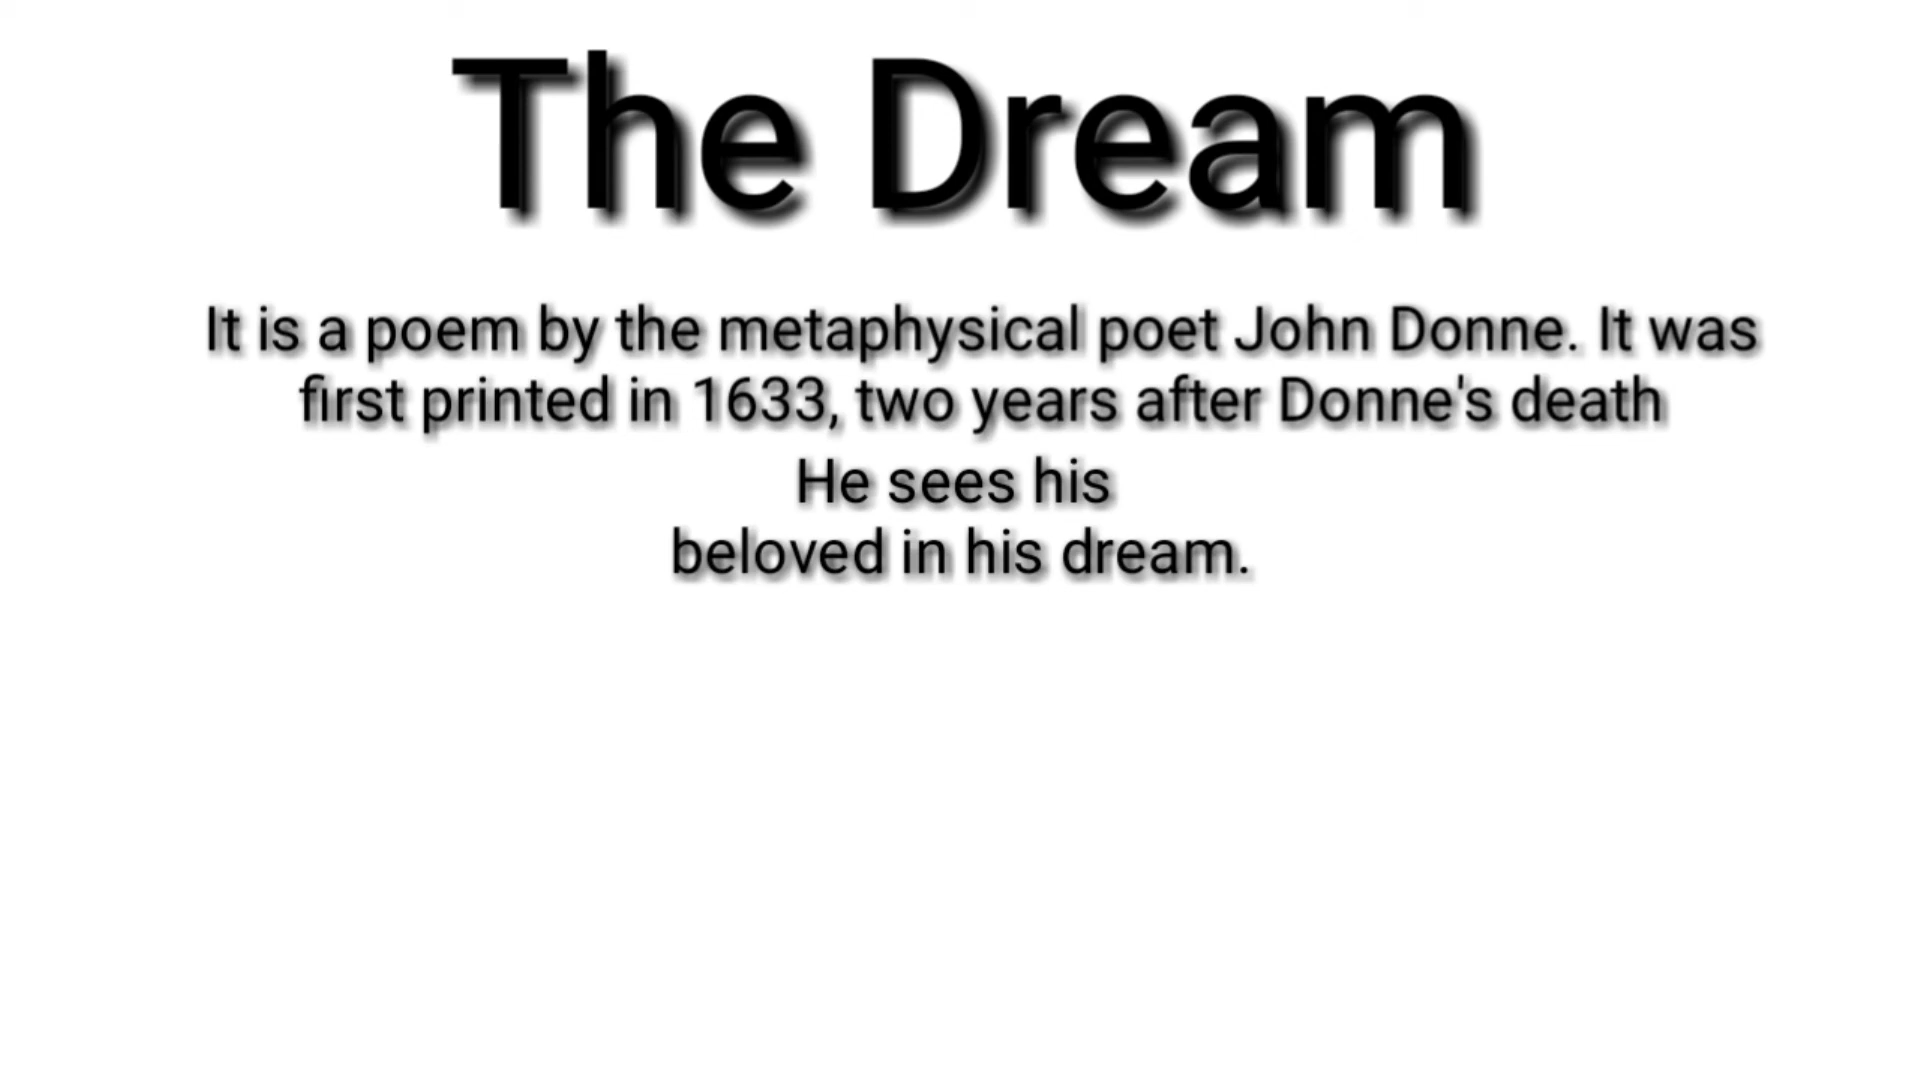 The Dream
It is a poem by the metaphysical poet John Donne. It was
first printed in 1633, two years after Donne's death
He sees his
beloved in his dream.